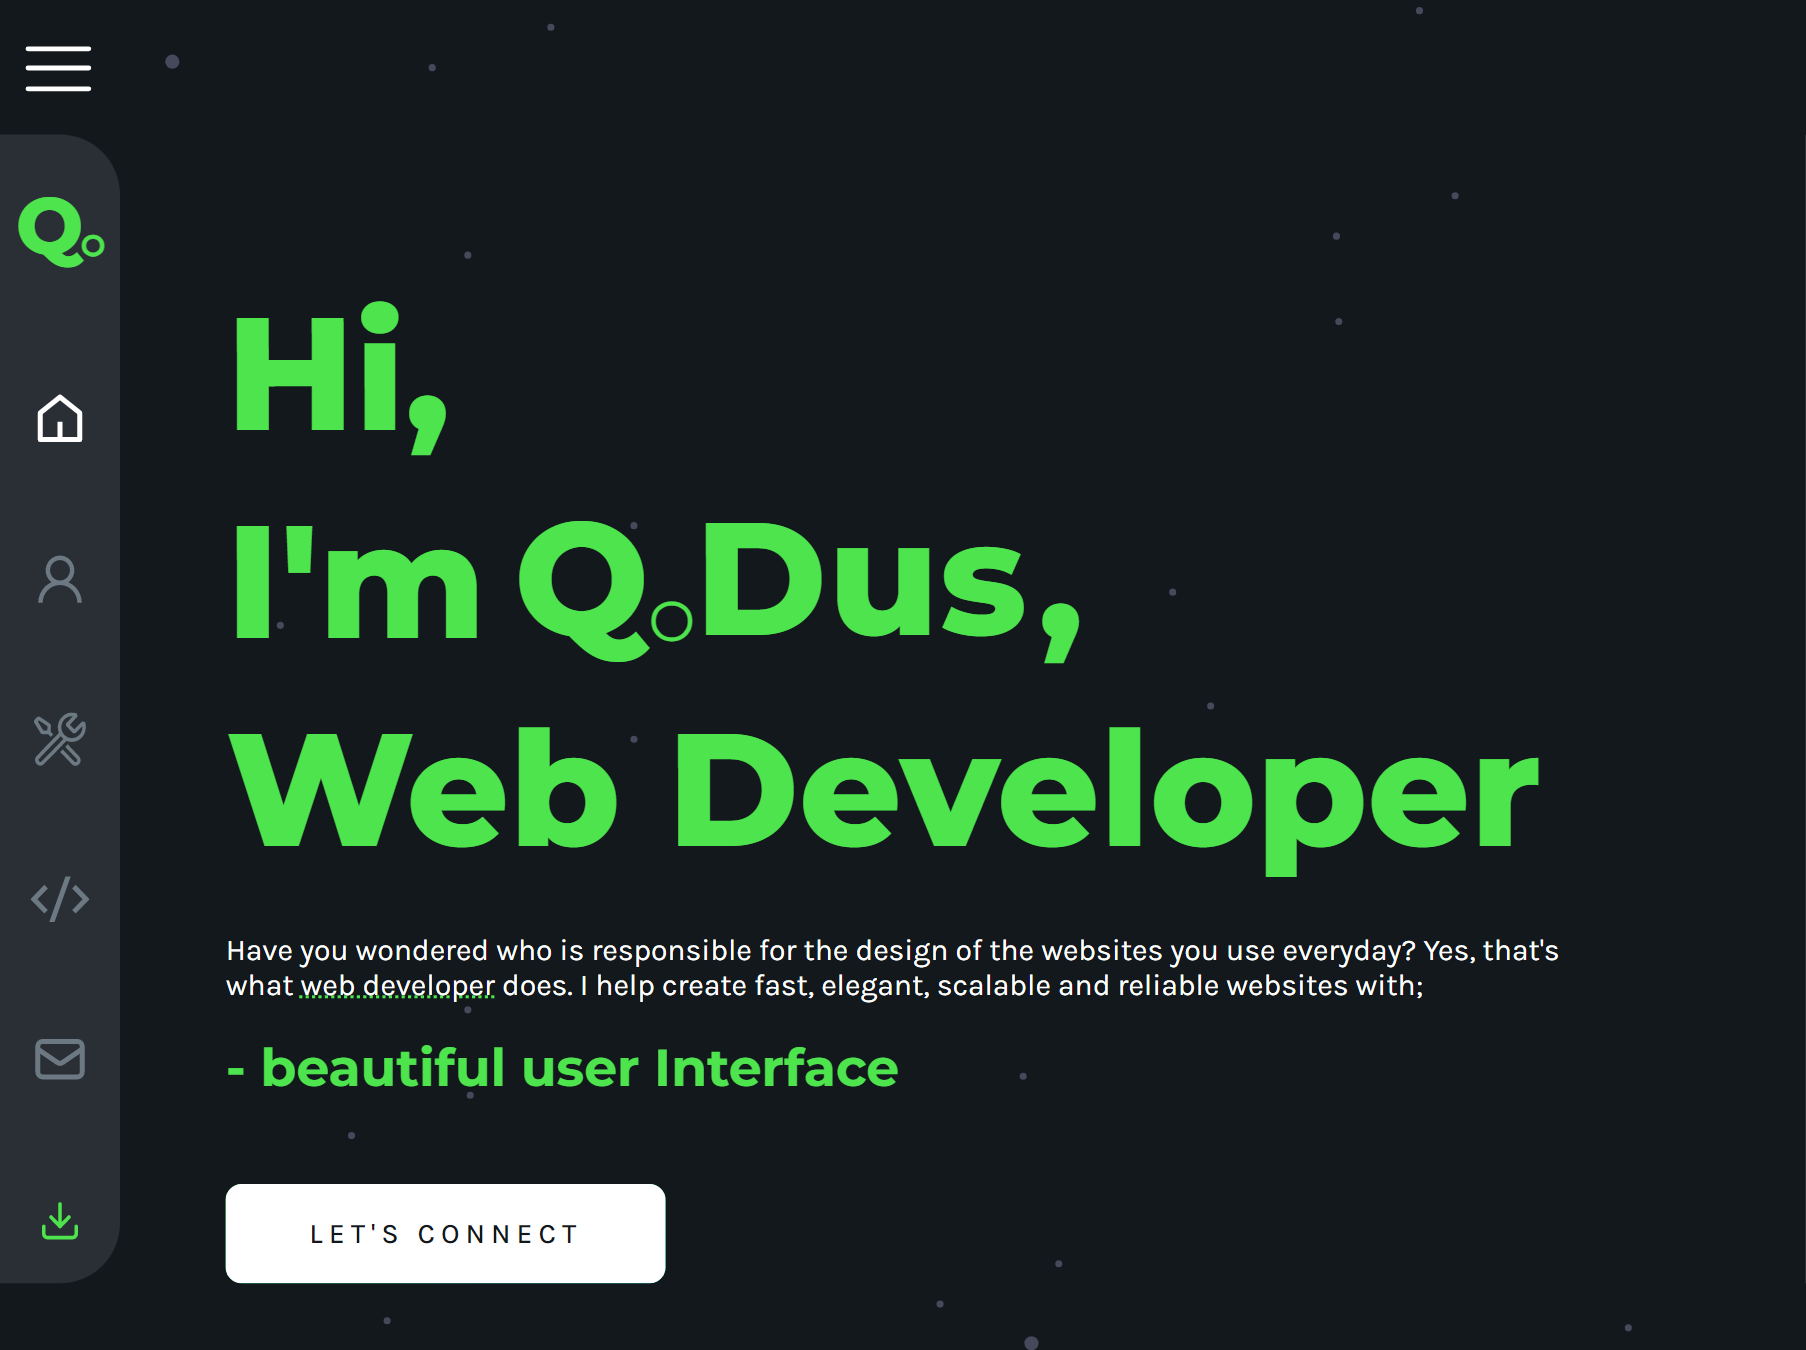 Qo
Hi,
I'm QoDus,
Web Developer
Have you wondered who is responsible for the design of the websites you use everyday? Yes, that's
what web developer does. I help create fast, elegant, scalable and reliable websites with;
- beautiful user Interface
LET'S CONNECT